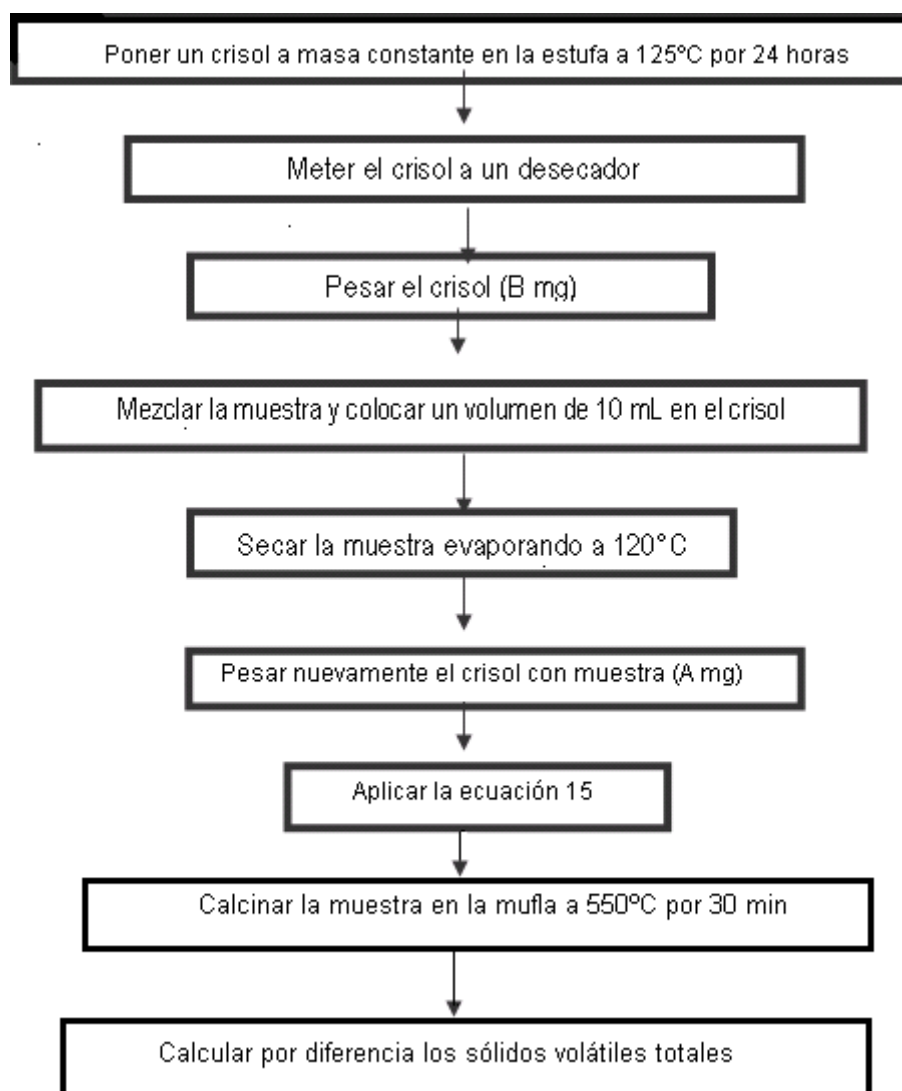 Poner un crisol a masa constante en la estufa a 125ºC por 24 horas
Meter el crisol a un desecador
Pesar el crisol (B mg)
Mezclar la muestra y colocar un volumen de 10 mL en el crisol
Secar la muestra evaporando a 120°C
Pesar nuevamente el crisol con muestra (A mg)
Aplicar la ecuación 15
Calcinar la muestra en la mufla a 550ºC por 30 min
Calcular por diferencia los sólidos volátiles totales